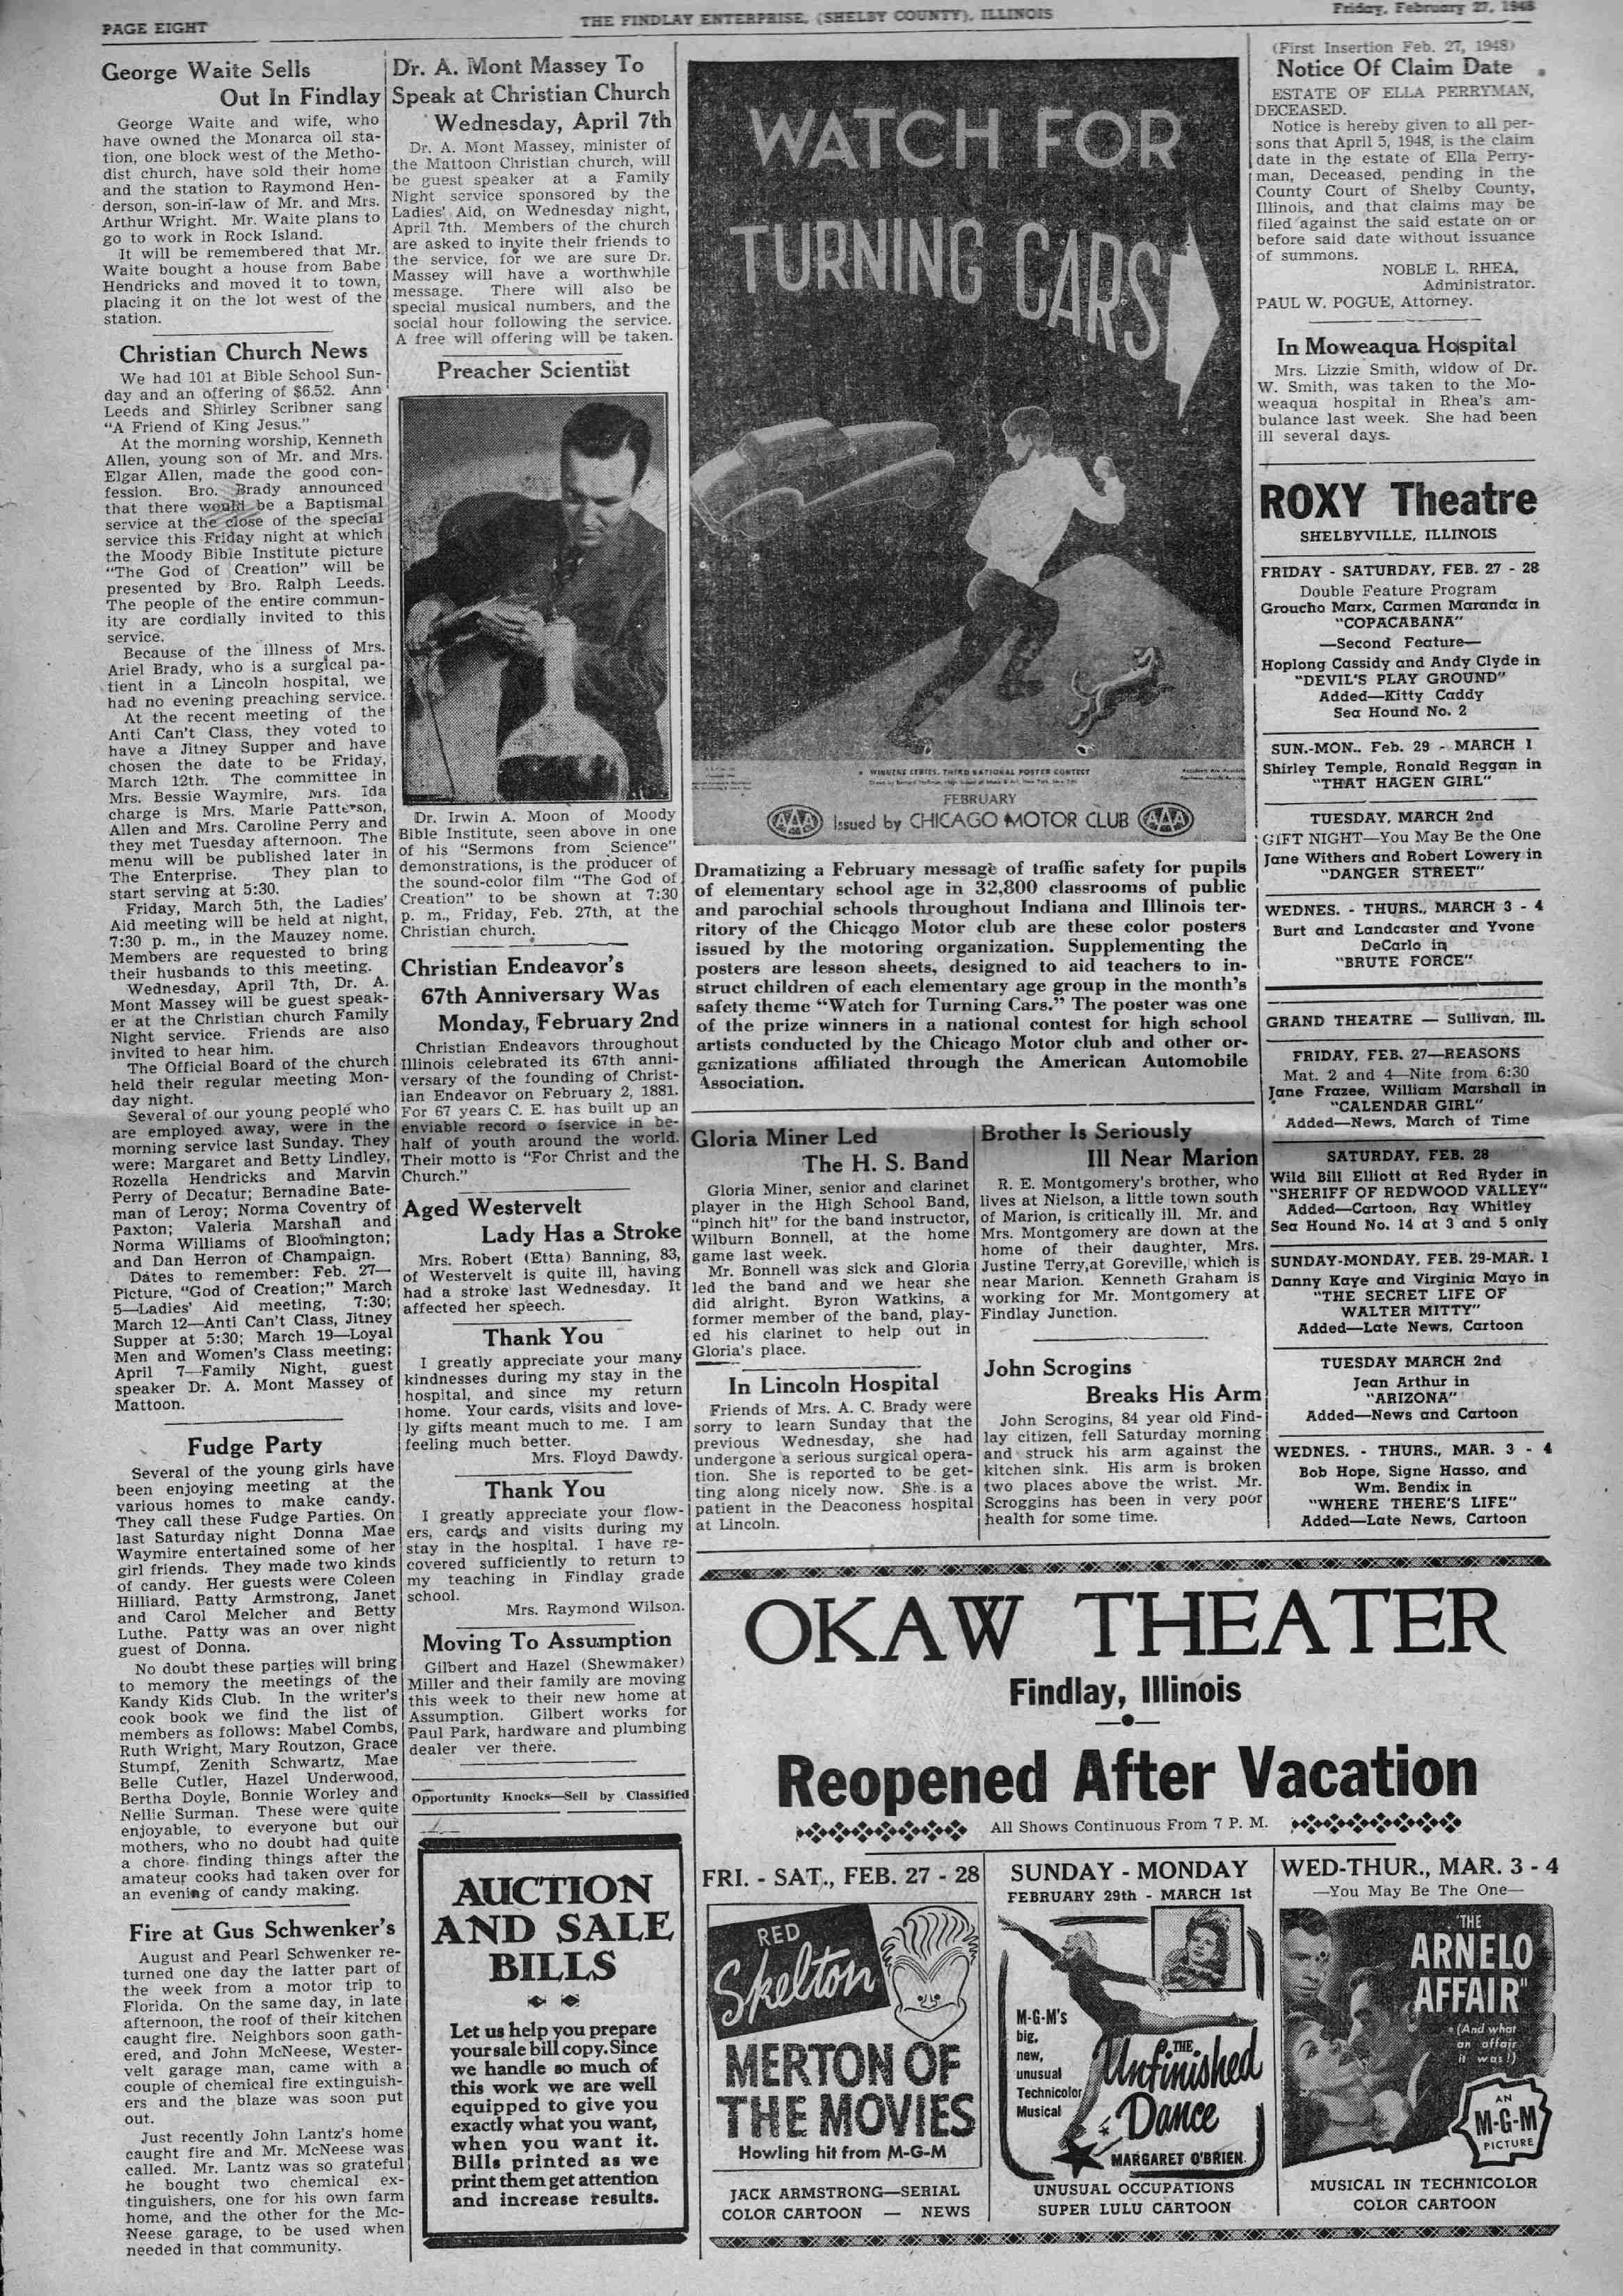 PAGE EIGHT
THE FINDLAY ENTERPRISE, (SHELBY COUNTY), ILLINOIS
Friday, February 27, 1948
George Waite Sells
Out In Findlay
George Waite and wife, who
have owned the Monarca oil sta-
tion, one block west of the Metho-
dist church, have sold their home
and the station to Raymond Hen-
derson, son-in-law of Mr. and Mrs.
Arthur Wright. Mr. Waite plans to
go to work in Rock Island.
It will be remembered that Mr.
Waite bought a house from Babe
Hendricks and moved it to town,
placing it on the lot west of the
station.
Christian Church News
We had 101 at Bible School Sun-
day and an offering of $6.52. Ann
Leeds and Shirley Scribner sang
"A Friend of King Jesus."
At the morning worship, Kenneth
Allen, young son of Mr. and Mrs.
Elgar Allen, made the good con-
fession. Bro. Brady announced
that there would be a Baptismal
service at the close of the special
service this Friday night at which
the Moody Bible Institute picture
"The God of Creation" will be
presented by Bro. Ralph Leeds.
The people of the entire commun-
ity are cordially invited to this
service.
Because of the illness of Mrs.
Ariel Brady, who is a surgical pa-
tient in a Lincoln hospital, we
had no evening preaching service.
At the recent meeting of the
Anti Can't Class, they voted to
have a Jitney Supper and have
chosen the date to be Friday,
March 12th. The committee in
Mrs. Bessie Waymire, Mrs. Ida
charge is Mrs. Marie Patterson,
Allen and Mrs. Caroline Perry and
they met Tuesday afternoon. The
menu will be published later in
The Enterprise. They plan to
start serving at 5:30.
Friday, March 5th, the Ladies'
Aid meeting will be held at night,
7:30 p. m., in the Mauzey nome.
Members are requested to bring
their husbands to this meeting.
Wednesday, April 7th, Dr. A.
Mont Massey will be guest speak-
er at the Christian church Family
Night service. Friends are also
invited to hear him.
The Official Board of the church
held their regular meeting Mon-
day night.
Several of our young people who
are employed away, were in the
morning service last Sunday. They
were: Margaret and Betty Lindley,
Rozella Hendricks and Marvin
Perry of Decatur; Bernadine Bate-
man of Leroy; Norma Coventry of
Paxton; Valeria Marshall and
Norma Williams of Bloomington;
and Dan Herron of Champaign.
Dates to remember: Feb. 27—
Picture, "God of Creation;" March
5—Ladies' Aid meeting, 7:30;
March 12—Anti Can't Class, Jitney
Supper at 5:30; March 19—Loyal
Men and Women's Class meeting;
April 7—Family Night, guest
speaker Dr. A. Mont Massey of
Mattoon.
Fudge Party
Several of the young girls have
been enjoying meeting at the
various homes to make candy.
They call these Fudge Parties. On
last Saturday night Donna Mae
Waymire entertained some of her
girl friends. They made two kinds
of candy. Her guests were Coleen
Hilliard, Patty Armstrong, Janet
and Carol Melcher and Betty
Luthe. Patty was an over night
guest of Donna.
No doubt these parties will bring
to memory the meetings of the
Kandy Kids Club. In the writer's
cook book we find the list of
members as follows: Mabel Combs,
Ruth Wright, Mary Routzon, Grace
Stumpf, Zenith Schwartz, Mae
Belle Cutler, Hazel Underwood,
Bertha Doyle, Bonnie Worley and
Nellie Surman. These were quite
enjoyable, to everyone but our
mothers, who no doubt had quite
a chore finding things after the
amateur cooks had taken over for
an evening of candy making.
Fire at Gus Schwenker's
August and Pearl Schwenker re-
turned one day the latter part of
the week from a motor trip to
Florida. On the same day, in late
afternoon, the roof of their kitchen
caught fire. Neighbors soon gath-
ered, and John McNeese, Wester-
velt garage man, came with a
couple of chemical fire extinguish-
ers and the blaze was soon put
out.
Just recently John Lantz's home
caught fire and Mr. McNeese was
called. Mr. Lantz was so grateful
he bought two chemical ex-
tinguishers, one for his own farm
home, and the other for the Mc-
Neese garage, to be used when
needed in that community.
Dr. A. Mont Massey To
Speak at Christian Church
Wednesday, April 7th
Dr. A. Mont Massey, minister of
the Mattoon Christian church, will
be guest speaker at a Family
Night service sponsored by the
Ladies' Aid, on Wednesday night,
April 7th. Members of the church
are asked to invite their friends to
the service, for we are sure Dr.
Massey will have a worthwhile
message. There will also be
special musical numbers, and the
social hour following the service.
A free will offering will be taken.
Preacher Scientist
Dr. Irwin A. Moon of Moody
Bible Institute, seen above in one
of his "Sermons from Science"
demonstrations, is the producer of
the sound-color film "The God of
Creation" to be shown at 7:30
p. m., Friday, Feb. 27th, at the
Christian church.
Christian Endeavor's
67th Anniversary Was
Monday, February 2nd
Christian Endeavors throughout
Illinois celebrated its 67th anni-
versary of the founding of Christ-
ian Endeavor on February 2, 1881.
For 67 years C. E. has built up an
enviable record o fservice in be-
half of youth around the world.
Their motto is "For Christ and the
Church."
Aged Westervelt
Lady Has a Stroke
Mrs. Robert (Etta) Banning, 83,
of Westervelt is quite ill, having
had a stroke last Wednesday. It
affected her speech.
Thank You
I greatly appreciate your many
kindnesses during my stay in the
hospital, and since my return
home. Your cards, visits and love-
ly gifts meant much to me. I am
feeling much better.
Mrs. Floyd Dawdy.
Thank You
I greatly appreciate your flow-
ers, cards and visits during my
stay in the hospital. I have re-
covered sufficiently to return to
my teaching in Findlay grade
school.
Mrs. Raymond Wilson.
Moving To Assumption
Gilbert and Hazel (Shewmaker)
Miller and their family are moving
this week to their new home at
Assumption. Gilbert works for
Paul Park, hardware and plumbing
dealer ver there.
Opportunity Knocks—Sell by Classified
AUCTION
AND SALE
BILLS
Let us help you prepare
your sale bill copy. Since
we handle so much of
this work we are well
equipped to give you
exactly what you want,
when you want it.
Bills printed as we
print them get attention
and increase results.
WATCH FOR
TURNING CARS
WINNERS SERIES, THIRD NATIONAL POSTER CONTEST
FEBRUARY
AAA Issued by CHICAGO MOTOR CLUB AAA
Dramatizing a February message of traffic safety for pupils
of elementary school age in 32,800 classrooms of public
and parochial schools throughout Indiana and Illinois ter-
ritory of the Chicago Motor club are these color posters
issued by the motoring organization. Supplementing the
posters are lesson sheets, designed to aid teachers to in-
struct children of each elementary age group in the month's
safety theme "Watch for Turning Cars." The poster was one
of the prize winners in a national contest for high school
artists conducted by the Chicago Motor club and other or-
ganizations affiliated through the American Automobile
Association.
Gloria Miner Led
The H. S. Band
Gloria Miner, senior and clarinet
player in the High School Band,
"pinch hit" for the band instructor,
Wilburn Bonnell, at the home
game last week.
Mr. Bonnell was sick and Gloria
led the band and we hear she
did alright. Byron Watkins, a
former member of the band, play-
ed his clarinet to help out in
Gloria's place.
In Lincoln Hospital
Friends of Mrs. A. C. Brady were
sorry to learn Sunday that the
previous Wednesday, she had
undergone a serious surgical opera-
tion. She is reported to be get-
ting along nicely now. She is a
patient in the Deaconess hospital
at Lincoln.
Brother Is Seriously
Ill Near Marion
R. E. Montgomery's brother, who
lives at Nielson, a little town south
of Marion, is critically ill. Mr. and
Mrs. Montgomery are down at the
home of their daughter, Mrs.
Justine Terry,at Goreville, which is
near Marion. Kenneth Graham is
working for Mr. Montgomery at
Findlay Junction.
John Scrogins
Breaks His Arm
John Scrogins, 84 year old Find-
lay citizen, fell Saturday morning
and struck his arm against the
kitchen sink. His arm is broken
two places above the wrist. Mr.
Scroggins has been in very poor
health for some time.
(First Insertion Feb. 27, 1948)
Notice Of Claim Date
ESTATE OF ELLA PERRYMAN,
DECEASED.
Notice is hereby given to all per-
sons that April 5, 1948, is the claim
date in the estate of Ella Perry-
man, Deceased, pending in the
County Court of Shelby County,
Illinois, and that claims may be
filed against the said estate on or
before said date without issuance
of summons.
NOBLE L. RHEA,
Administrator.
PAUL W. POGUE, Attorney.
In Moweaqua Hospital
Mrs. Lizzie Smith, widow of Dr.
W. Smith, was taken to the Mo-
weaqua hospital in Rhea's am-
bulance last week. She had been
ill several days.
ROXY Theatre
SHELBYVILLE, ILLINOIS
FRIDAY - SATURDAY, FEB. 27 - 28
Double Feature Program
Groucho Marx, Carmen Maranda in
"COPACABANA"
—Second Feature—
Hoplong Cassidy and Andy Clyde in
"DEVIL'S PLAY GROUND"
Added—Kitty Caddy
Sea Hound No. 2
SUN.-MON.. Feb. 29 - MARCH 1
Shirley Temple, Ronald Reggan in
"THAT HAGEN GIRL"
TUESDAY, MARCH 2nd
GIFT NIGHT—You May Be the One
Jane Withers and Robert Lowery in
"DANGER STREET"
WEDNES. - THURS., MARCH 3 - 4
Burt and Landcaster and Yvone
DeCarlo in
"BRUTE FORCE"
GRAND THEATRE — Sullivan, Ill.
FRIDAY, FEB. 27—REASONS
Mat. 2 and 4—Nite from 6:30
Jane Frazee, William Marshall in
"CALENDAR GIRL"
Added—News, March of Time
SATURDAY, FEB. 28
Wild Bill Elliott at Red Ryder in
"SHERIFF OF REDWOOD VALLEY"
Added—Cartoon, Ray Whitley
Sea Hound No. 14 at 3 and 5 only
SUNDAY-MONDAY, FEB. 29-MAR. 1
Danny Kaye and Virginia Mayo in
"THE SECRET LIFE OF
WALTER MITTY"
Added—Late News, Cartoon
TUESDAY MARCH 2nd
Jean Arthur in
"ARIZONA"
Added—News and Cartoon
WEDNES. - THURS., MAR. 3 - 4
Bob Hope, Signe Hasso, and
Wm. Bendix in
"WHERE THERE'S LIFE"
Added—Late News, Cartoon
OKAW THEATER
Findlay, Illinois
Reopened After Vacation
All Shows Continuous From 7 P. M.
FRI. - SAT., FEB. 27 - 28
RED
Skelton
MERTON OF
THE MOVIES
Howling hit from M-G-M
JACK ARMSTRONG—SERIAL
COLOR CARTOON — NEWS
SUNDAY - MONDAY
FEBRUARY 29th - MARCH 1st
M-G-M's
big,
new,
unusual
Technicolor
Musical
THE
Unfinished
Dance
MARGARET O'BRIEN
UNUSUAL OCCUPATIONS
SUPER LULU CARTOON
WED-THUR., MAR. 3 - 4
—You May Be The One—
"THE
ARNELO
AFFAIR"
(And what
an affair
it was!)
AN
M-G-M
PICTURE
MUSICAL IN TECHNICOLOR
COLOR CARTOON